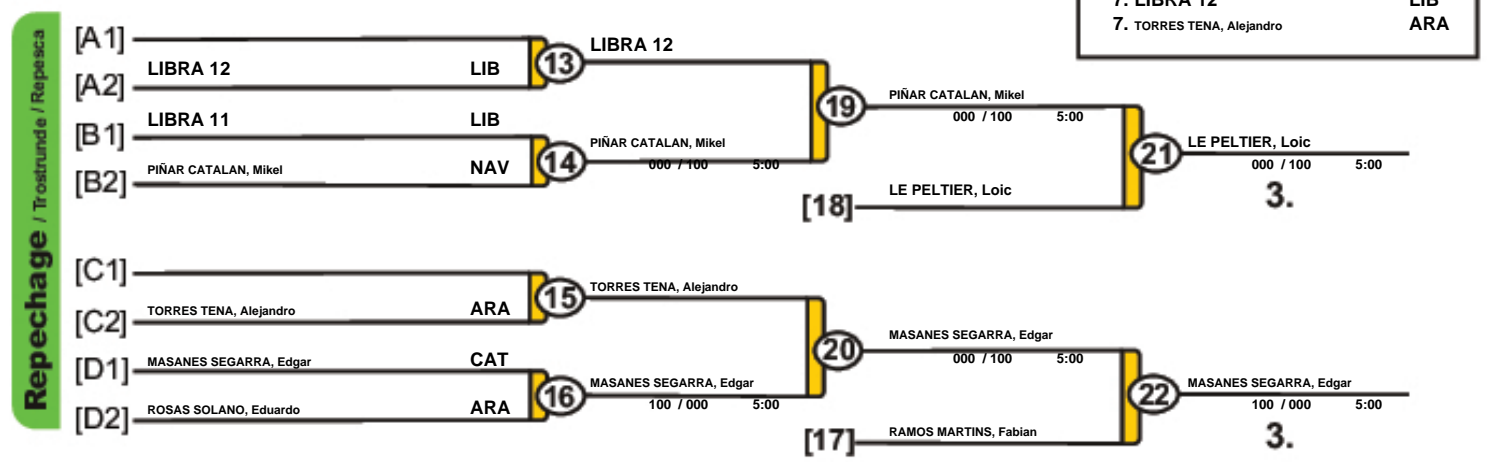 7. LIBRA 12 LIB
7. TORRES TENA, Alejandro ARA
Repechage / Trostrunde / Repesca
[A1]
LIBRA 12 LIB
[A2]
13
LIBRA 12
[B1]
LIBRA 11 LIB
[B2]
PIÑAR CATALAN, Mikel NAV
14
PIÑAR CATALAN, Mikel
000 / 100 5:00
19
PIÑAR CATALAN, Mikel
000 / 100 5:00
[18]
LE PELTIER, Loic
21
LE PELTIER, Loic
000 / 100 5:00
3.
[C1]
[C2]
TORRES TENA, Alejandro ARA
15
TORRES TENA, Alejandro
[D1]
MASANES SEGARRA, Edgar CAT
[D2]
ROSAS SOLANO, Eduardo ARA
16
MASANES SEGARRA, Edgar
100 / 000 5:00
20
MASANES SEGARRA, Edgar
000 / 100 5:00
[17]
RAMOS MARTINS, Fabian
22
MASANES SEGARRA, Edgar
100 / 000 5:00
3.